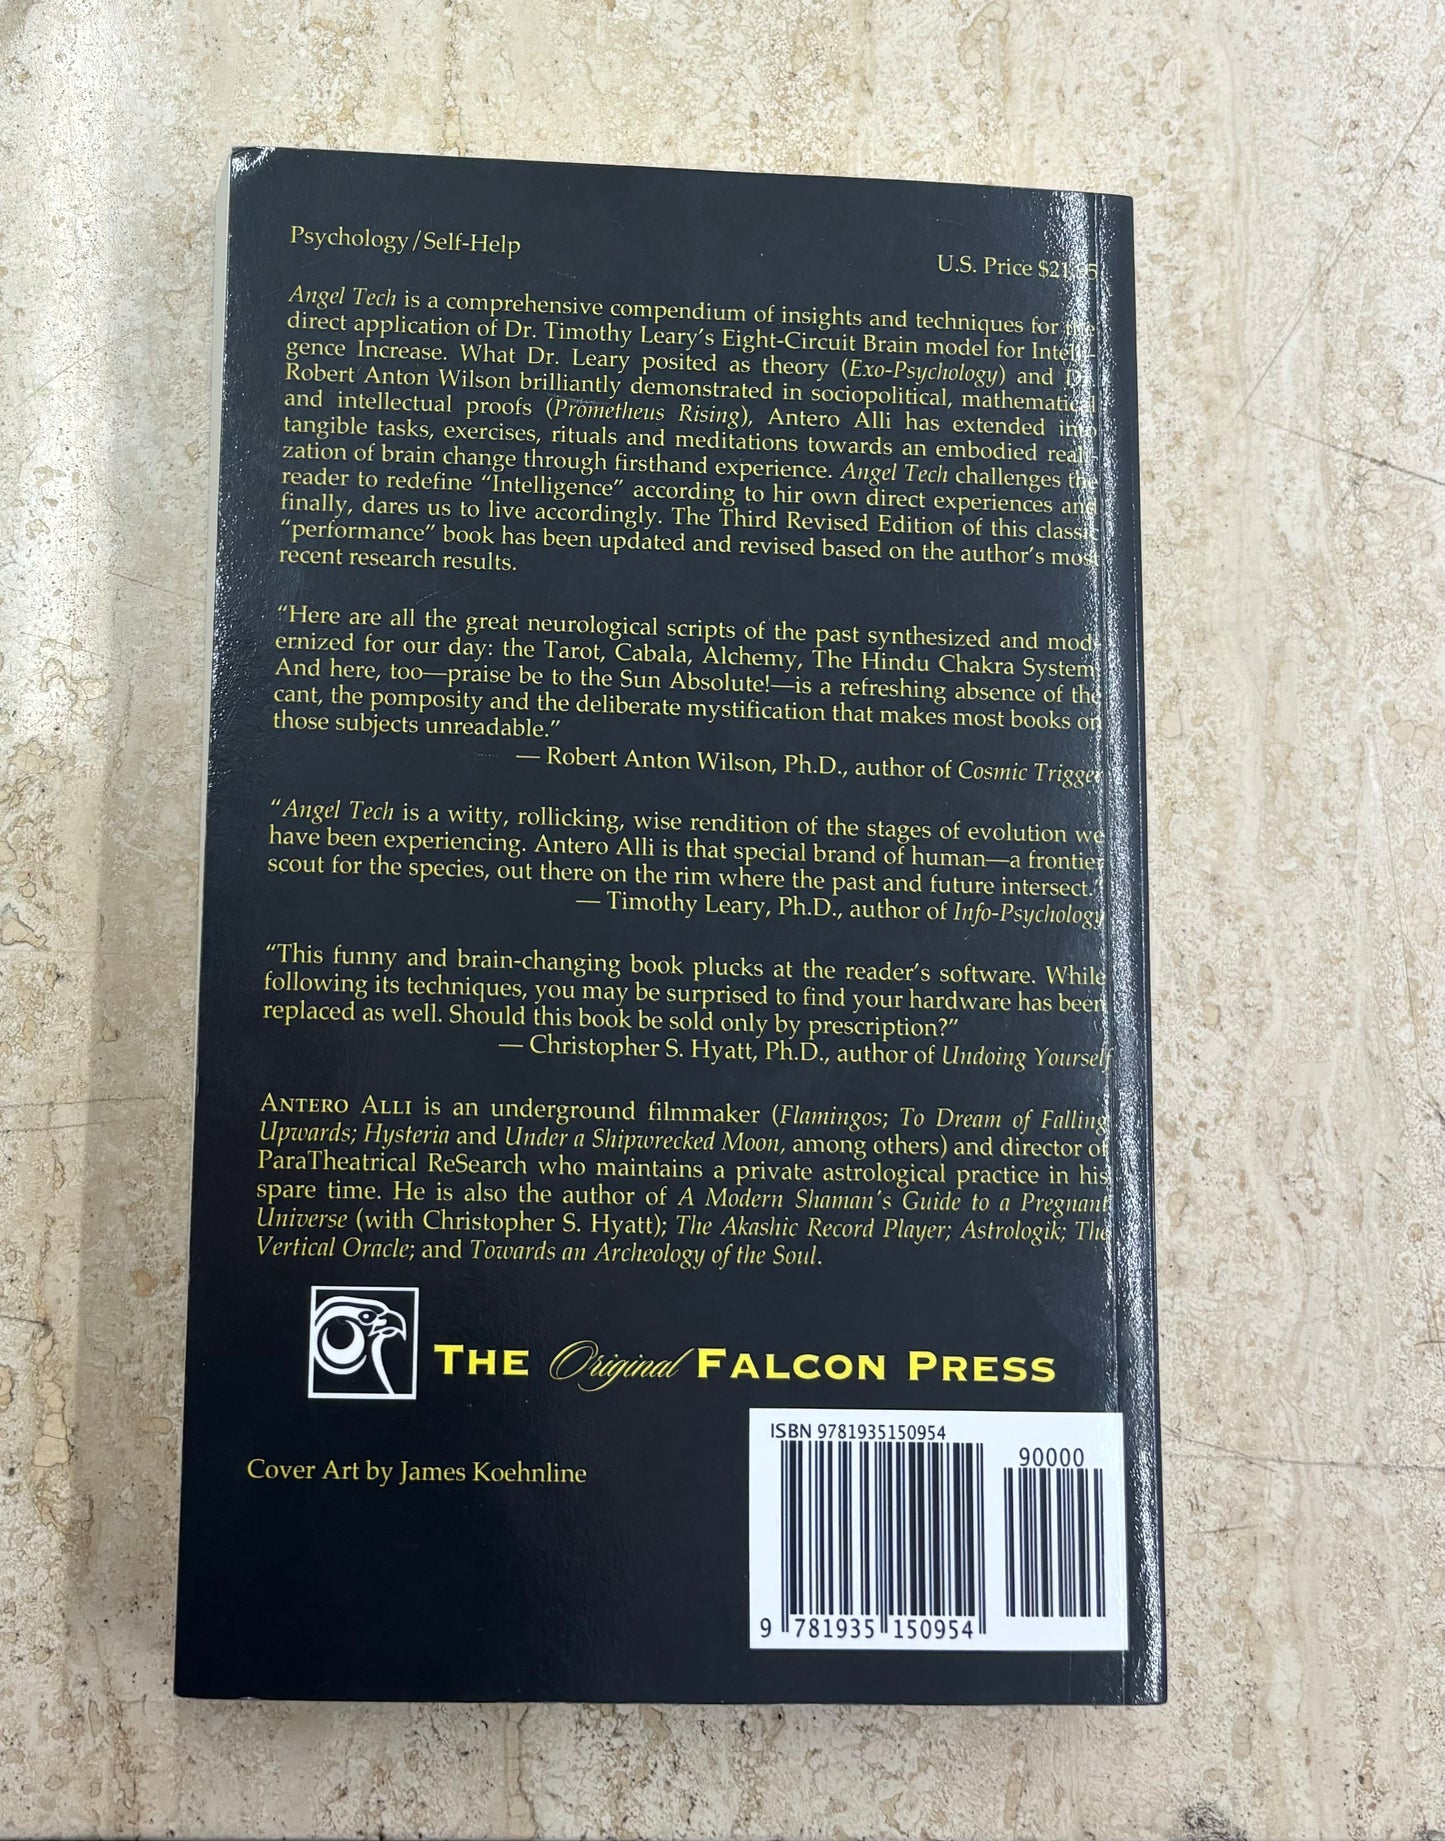 Psychology/Self-Help
U.S. Price $21.95
Angel Tech is a comprehensive compendium of insights and techniques for the
direct application of Dr. Timothy Leary's Eight-Circuit Brain model for Intelli-
gence Increase. What Dr. Leary posited as theory (Exo-Psychology) and Dr.
Robert Anton Wilson brilliantly demonstrated in sociopolitical, mathematical
and intellectual proofs (Prometheus Rising), Antero Alli has extended into
tangible tasks, exercises, rituals and meditations towards an embodied reali-
zation of brain change through firsthand experience. Angel Tech challenges the
reader to redefine “Intelligence” according to hir own direct experiences and
finally, dares us to live accordingly. The Third Revised Edition of this classic
“performance” book has been updated and revised based on the author's most
recent research results.
“Here are all the great neurological scripts of the past synthesized and mod-
ernized for our day: the Tarot, Cabala, Alchemy, The Hindu Chakra System.
And here, too—praise be to the Sun Absolute!—is a refreshing absence of the
cant, the pomposity and the deliberate mystification that makes most books on
those subjects unreadable.”
— Robert Anton Wilson, Ph.D., author of Cosmic Trigger
“Angel Tech is a witty, rollicking, wise rendition of the stages of evolution we
have been experiencing. Antero Alli is that special brand of human—a frontier
scout for the species, out there on the rim where the past and future intersect.”
— Timothy Leary, Ph.D., author of Info-Psychology
“This funny and brain-changing book plucks at the reader's software. While
following its techniques, you may be surprised to find your hardware has been
replaced as well. Should this book be sold only by prescription?”
— Christopher S. Hyatt, Ph.D., author of Undoing Yourself
ANTERO ALLI is an underground filmmaker (Flamingos; To Dream of Falling
Upwards; Hysteria and Under a Shipwrecked Moon, among others) and director of
ParaTheatrical ReSearch who maintains a private astrological practice in his
spare time. He is also the author of A Modern Shaman's Guide to a Pregnant
Universe (with Christopher S. Hyatt); The Akashic Record Player; Astrologik; The
Vertical Oracle; and Towards an Archeology of the Soul.
THE Original FALCON PRESS
Cover Art by James Koehnline
ISBN 9781935150954
90000
9 781935 150954